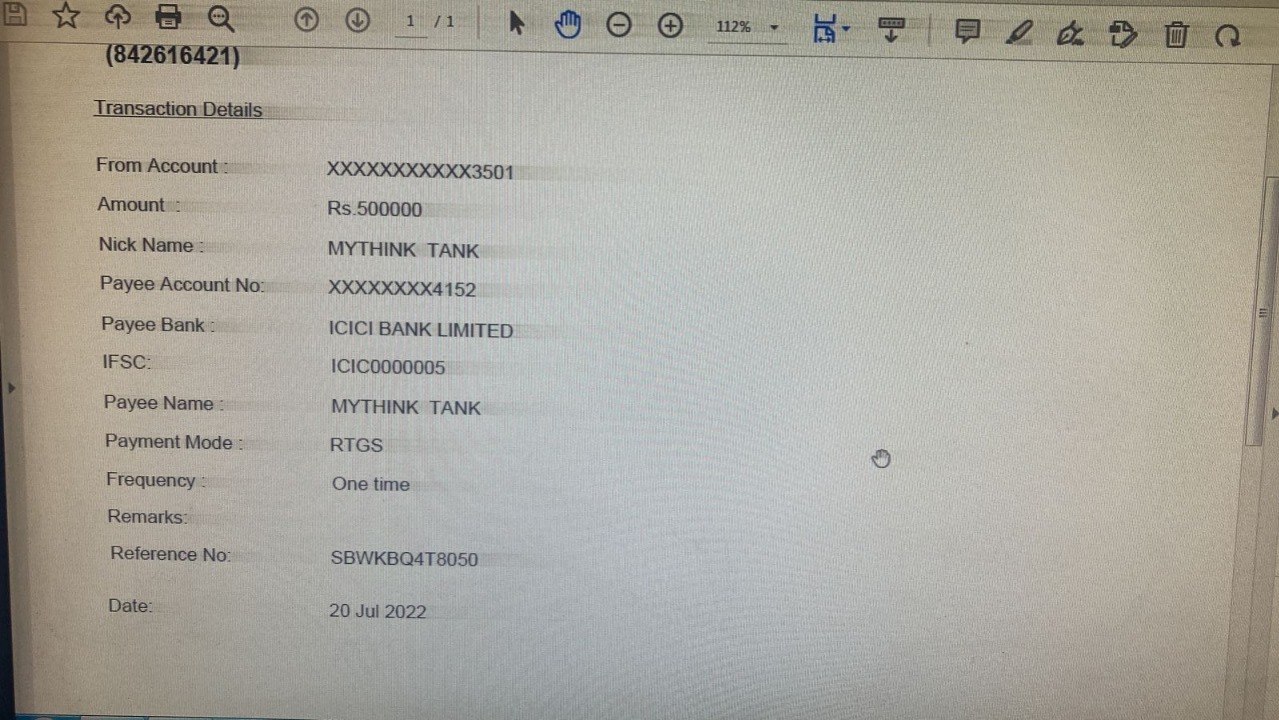 1 / 1
112%
(842616421)
Transaction Details
From Account : XXXXXXXXXXX3501
Amount : Rs.500000
Nick Name : MYTHINK TANK
Payee Account No: XXXXXXXX4152
Payee Bank : ICICI BANK LIMITED
IFSC: ICIC0000005
Payee Name : MYTHINK TANK
Payment Mode : RTGS
Frequency : One time
Remarks:
Reference No: SBWKBQ4T8050
Date: 20 Jul 2022